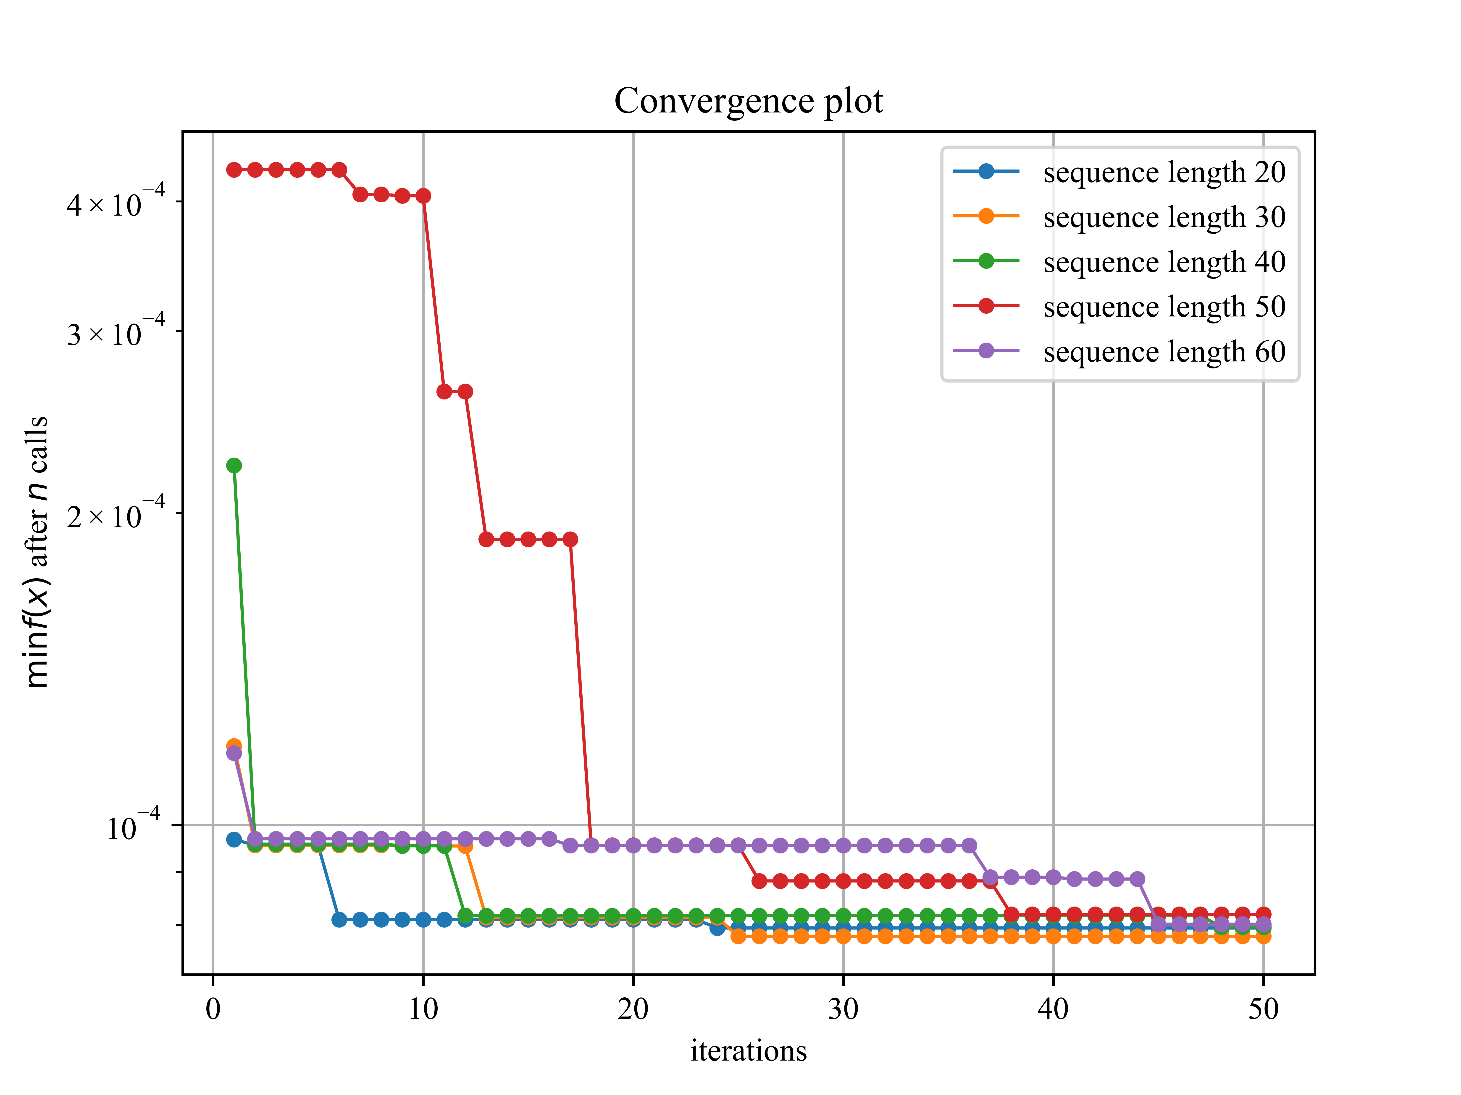 Convergence plot
4 × 10⁻⁴
3 × 10⁻⁴
2 × 10⁻⁴
10⁻⁴
min f(x) after n calls
sequence length 20
sequence length 30
sequence length 40
sequence length 50
sequence length 60
0 10 20 30 40 50
iterations